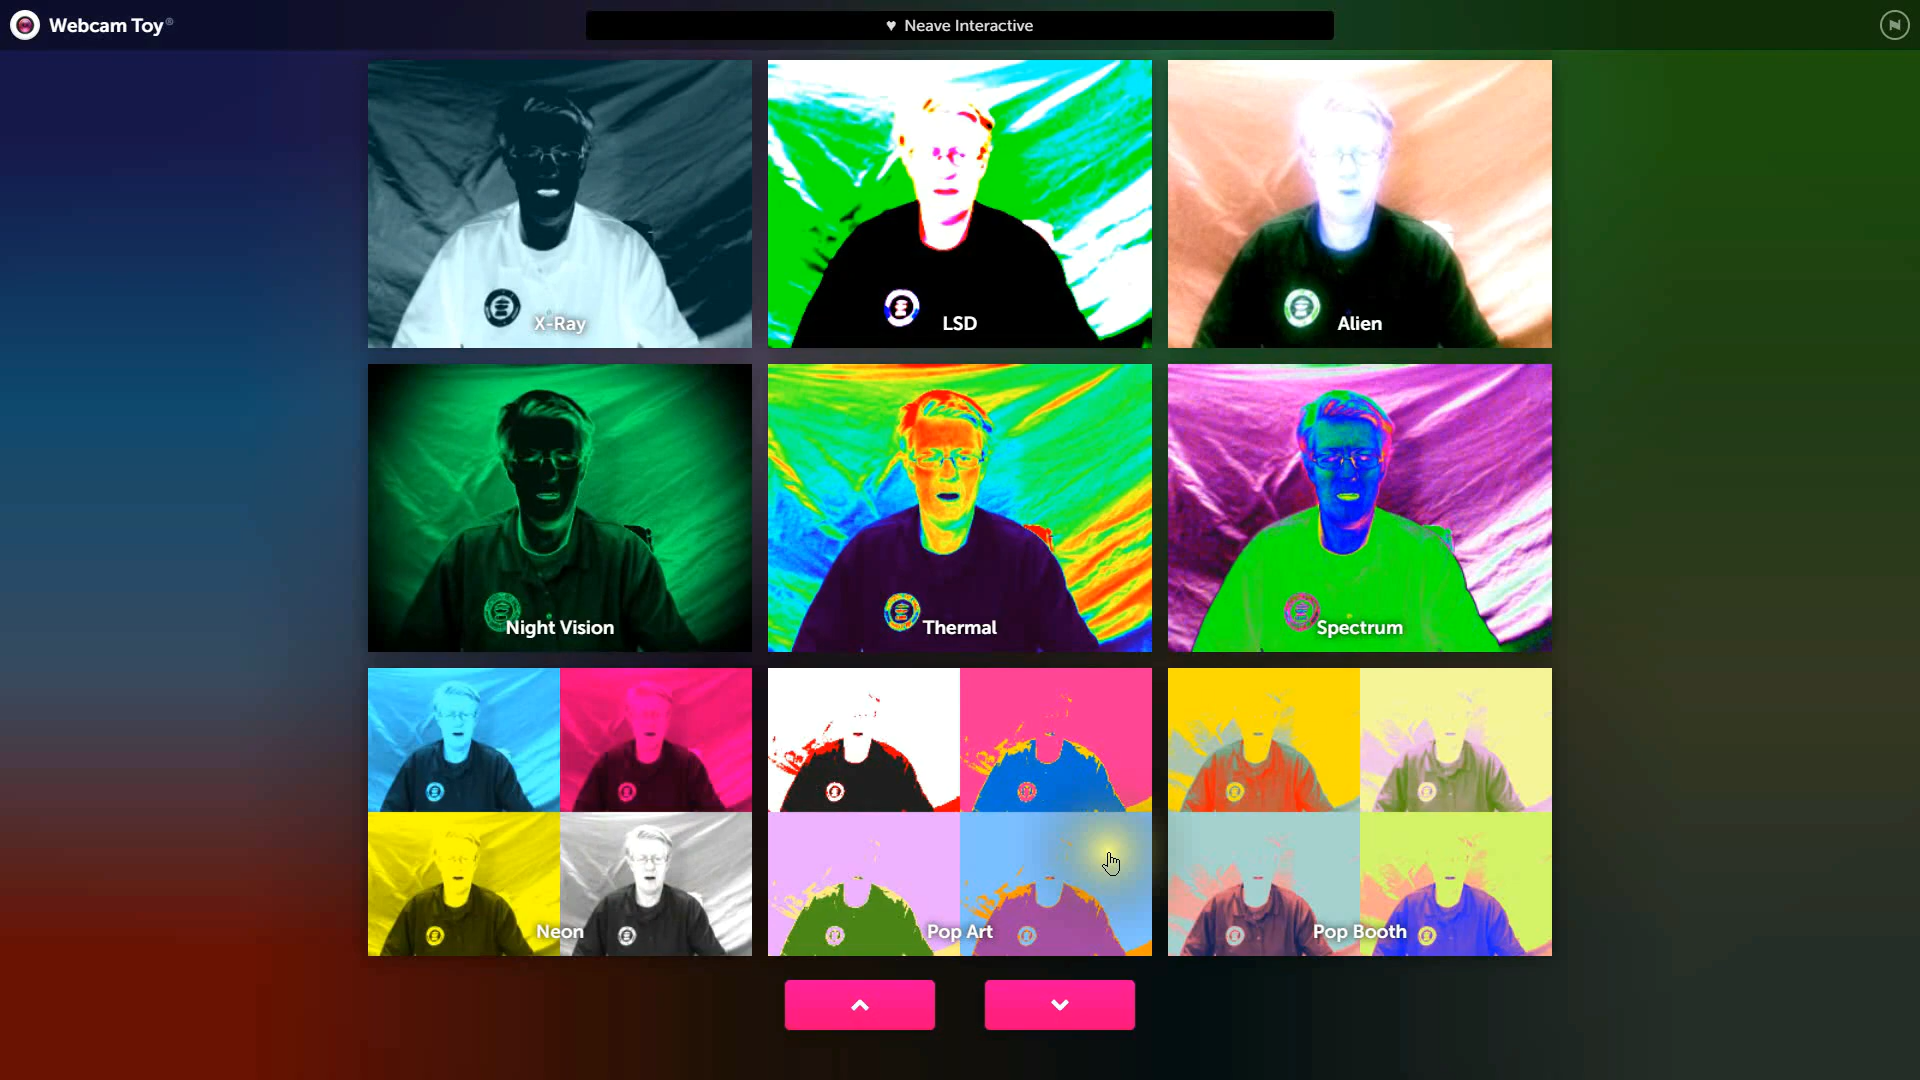 Webcam Toy®
♥ Neave Interactive
X-Ray
LSD
Alien
Night Vision
Thermal
Spectrum
Neon
Pop Art
Pop Booth